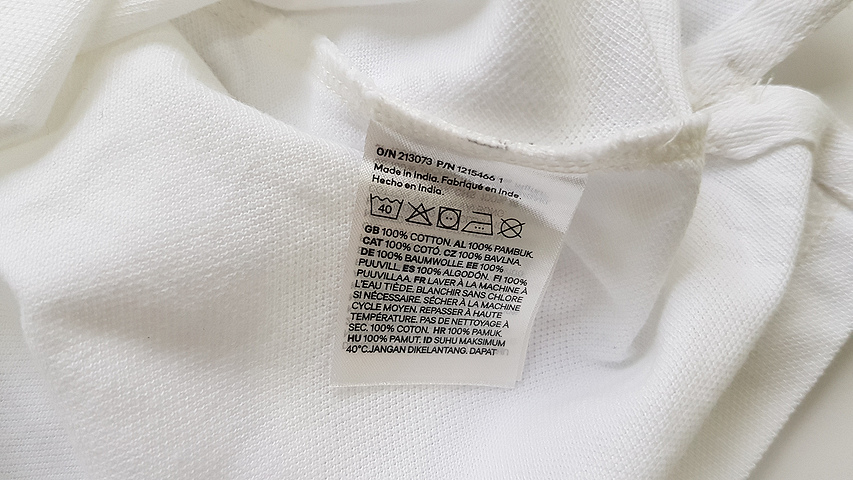 O/N 213073 P/N 1215466 1
Made in India. Fabriqué en Inde.
Hecho en India.
40
GB 100% COTTON. AL 100% PAMBUK.
CAT 100% COTÓ. CZ 100% BAVLNA.
DE 100% BAUMWOLLE. EE 100%
PUUVILL. ES 100% ALGODÓN. FI 100%
PUUVILLAA. FR LAVER À LA MACHINE À
L'EAU TIÈDE. BLANCHIR SANS CHLORE
SI NÉCESSAIRE. SÉCHER À LA MACHINE
CYCLE MOYEN. REPASSER À HAUTE
TEMPÉRATURE. PAS DE NETTOYAGE À
SEC. 100% COTON. HR 100% PAMUK.
HU 100% PAMUT. ID SUHU MAKSIMUM
40°C.JANGAN DIKELANTANG. DAPAT